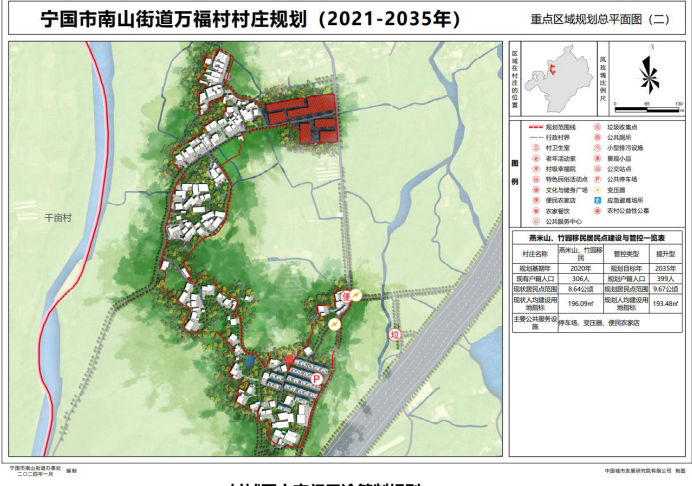 宁国市南山街道万福村村庄规划（2021-2035年）
重点区域规划总平面图（二）
区域在村庄的位置
风玫瑰比例尺
N
0 65 130
千亩村
便
垃
P
图例
规划范围线
行政村界
村卫生室
老年活动室
村级幸福院
特色民俗活动点
文化与健身广场
便民农家店
农家餐饮
公共服务中心
垃圾收集点
公共厕所
小型排污设施
景观小品
公交站点
P 公共停车场
变压器
应急避难场所
农村公益性公墓
燕米山、竹园移民居民点建设与管控一览表
村庄名称 燕米山、竹园移民 管控类型 提升型
规划基期年 2020年 规划目标年 2035年
现有户籍人口 306人 规划户籍人口 399人
现状居民点范围 8.64公顷 规划居民点范围 9.67公顷
现状人均建设用地指标 196.09㎡ 规划人均建设用地指标 193.48㎡
主要公共服务设施 停车场、变压器、便民农家店
宁国市南山街道办事处
二〇二四年一月 编制
中国城市发展研究院有限公司 制图